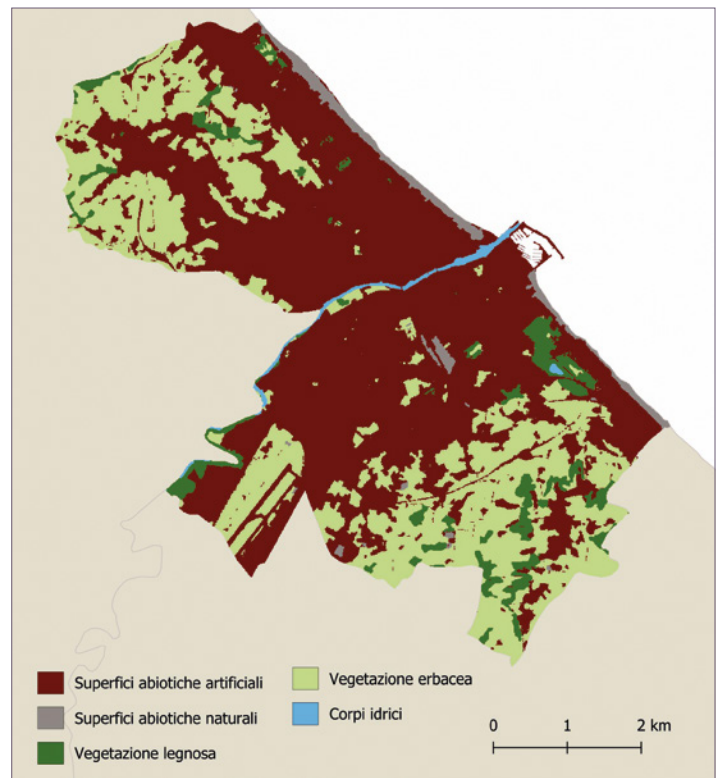 Superfici abiotiche artificiali
Superfici abiotiche naturali
Vegetazione legnosa
Vegetazione erbacea
Corpi idrici
0 1 2 km